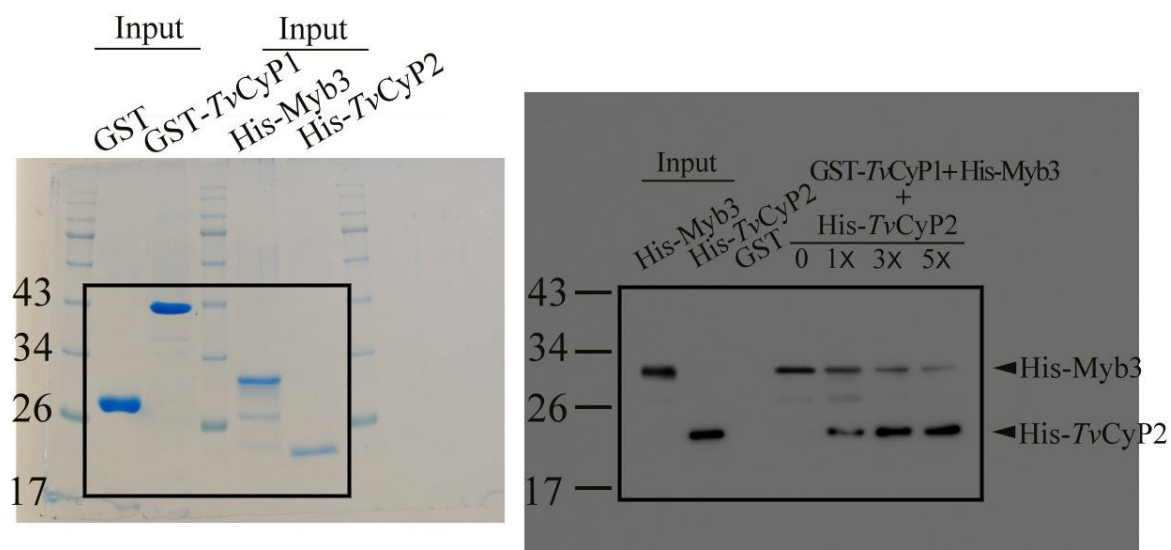 Input
Input
GST
GST-TvCyP1
His-Myb3
His-TvCyP2
43
34
26
17
Input
His-Myb3
His-TvCyP2
GST
GST-TvCyP1+His-Myb3
+
His-TvCyP2
0 1X 3X 5X
43
34
26
17
His-Myb3
His-TvCyP2